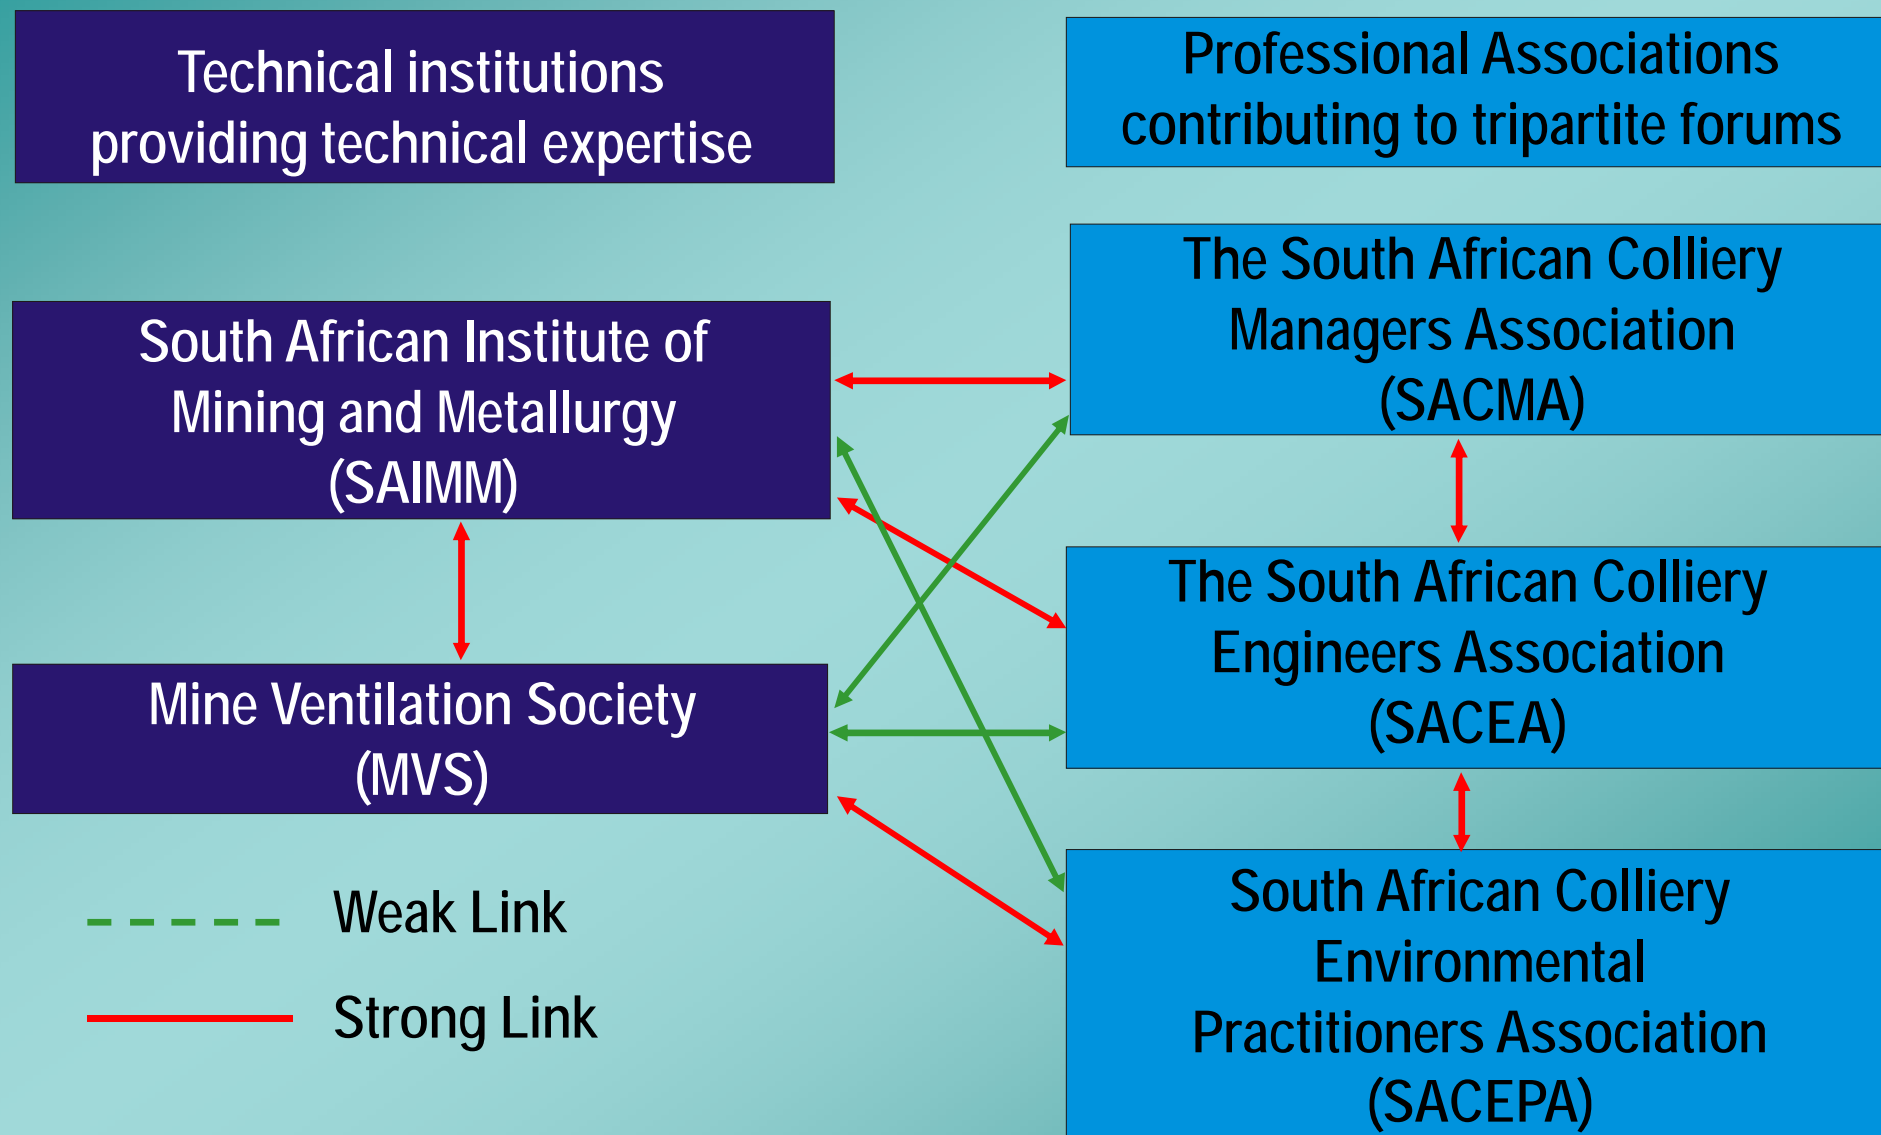 Technical institutions
providing technical expertise
Professional Associations
contributing to tripartite forums
South African Institute of
Mining and Metallurgy
(SAIMM)
Mine Ventilation Society
(MVS)
The South African Colliery
Managers Association
(SACMA)
The South African Colliery
Engineers Association
(SACEA)
South African Colliery
Environmental
Practitioners Association
(SACEPA)
Weak Link
Strong Link